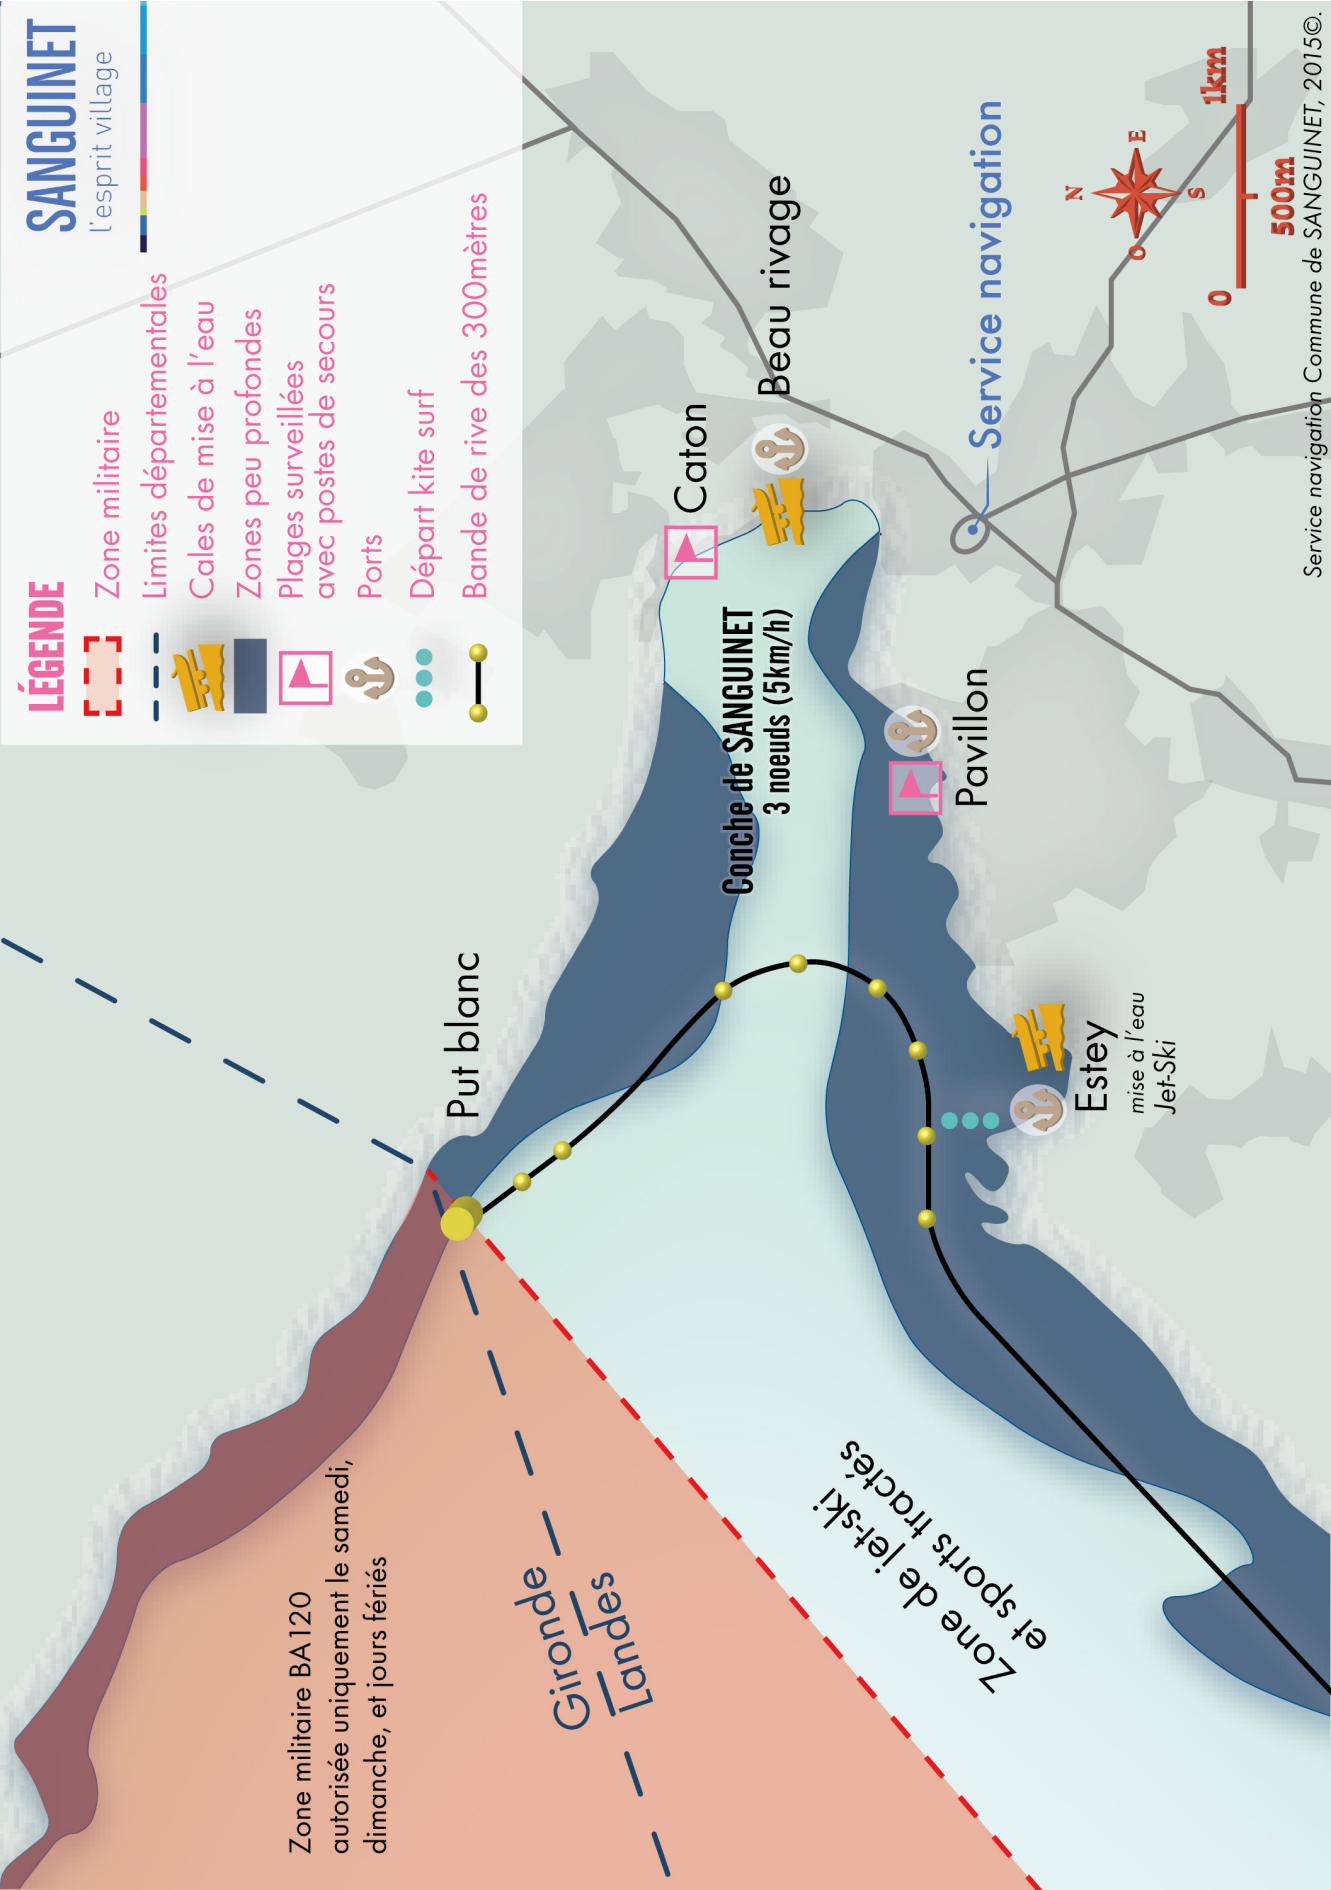 SANGUINET
l'esprit village
LÉGENDE
Zone militaire
Limites départementales
Cales de mise à l'eau
Zones peu profondes
Plages surveillées
avec postes de secours
Ports
Départ kite surf
Bande de rive des 300mètres
Put blanc
Caton
Beau rivage
Conche de SANGUINET
3 noeuds (5km/h)
Pavillon
Service navigation
Estey
mise à l'eau
Jet-Ski
Zone militaire BA120
autorisée uniquement le samedi,
dimanche, et jours fériés
Gironde
Landes
Zone de jet-ski
et sports tractés
N
E
S
O
0
500m
1km
Service navigation Commune de SANGUINET, 2015©.